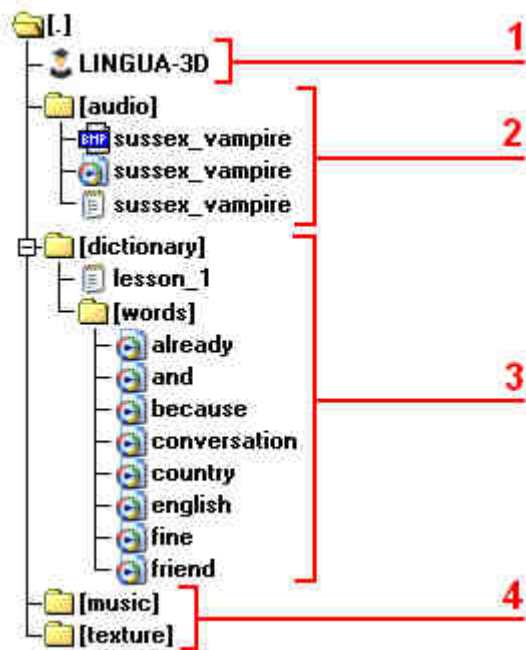 [.]
LINGUA-3D
1
[audio]
BMP sussex_vampire
sussex_vampire
sussex_vampire
2
[dictionary]
lesson_1
[words]
already
and
because
conversation
country
english
fine
friend
3
[music]
[texture]
4